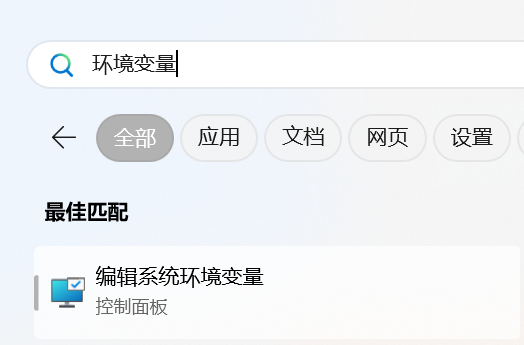 环境变量
全部 应用 文档 网页 设置
最佳匹配
编辑系统环境变量
控制面板